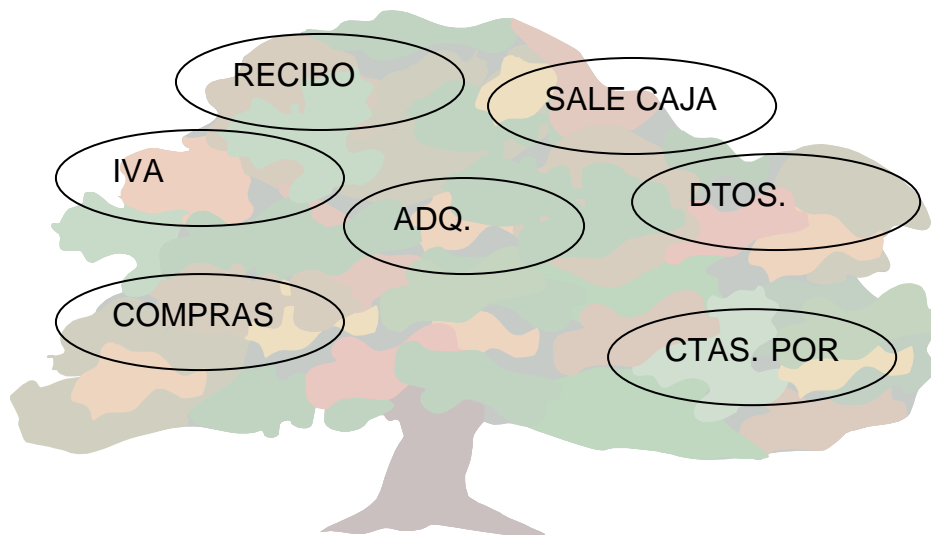 RECIBO
SALE CAJA
IVA
DTOS.
ADQ.
COMPRAS
CTAS. POR